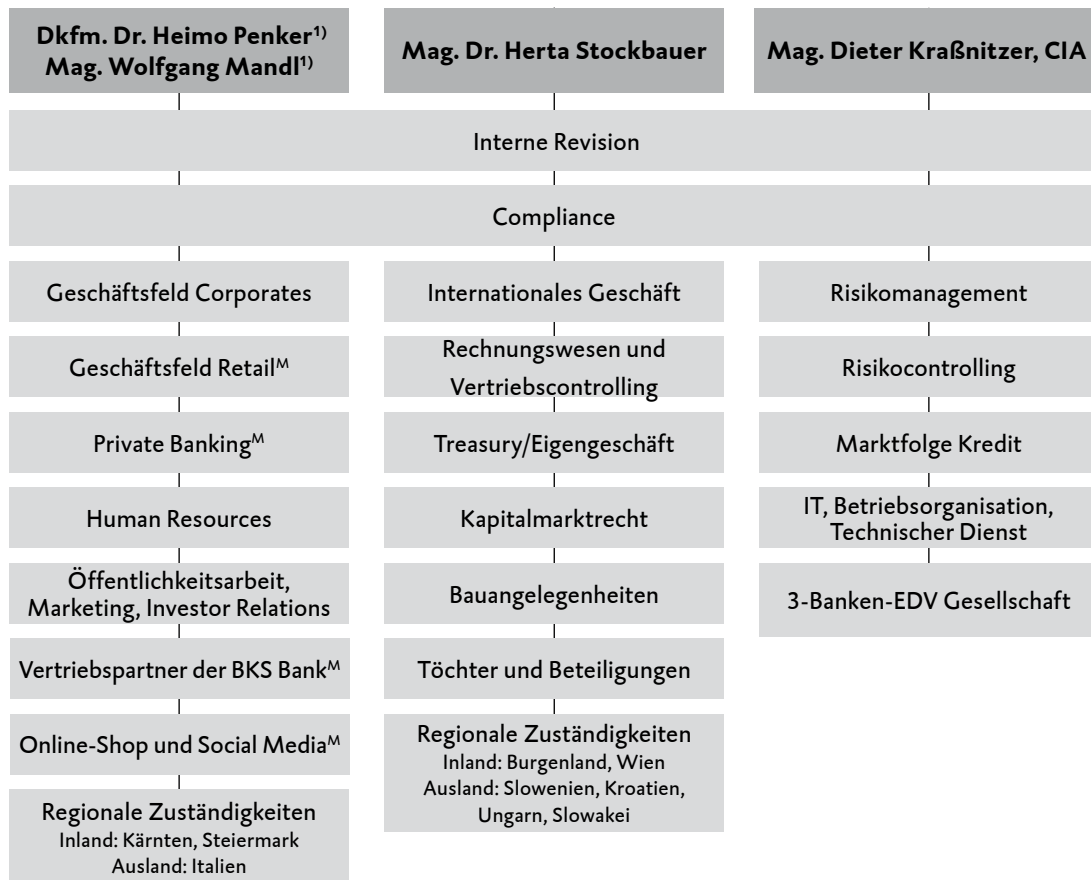 Dkfm. Dr. Heimo Penker¹⁾
Mag. Wolfgang Mandl¹⁾
Mag. Dr. Herta Stockbauer
Mag. Dieter Kraßnitzer, CIA
Interne Revision
Compliance
Geschäftsfeld Corporates
Geschäftsfeld Retailᴹ
Private Bankingᴹ
Human Resources
Öffentlichkeitsarbeit,
Marketing, Investor Relations
Vertriebspartner der BKS Bankᴹ
Online-Shop und Social Mediaᴹ
Regionale Zuständigkeiten
Inland: Kärnten, Steiermark
Ausland: Italien
Internationales Geschäft
Rechnungswesen und
Vertriebscontrolling
Treasury/Eigengeschäft
Kapitalmarktrecht
Bauangelegenheiten
Töchter und Beteiligungen
Regionale Zuständigkeiten
Inland: Burgenland, Wien
Ausland: Slowenien, Kroatien,
Ungarn, Slowakei
Risikomanagement
Risikocontrolling
Marktfolge Kredit
IT, Betriebsorganisation,
Technischer Dienst
3-Banken-EDV Gesellschaft